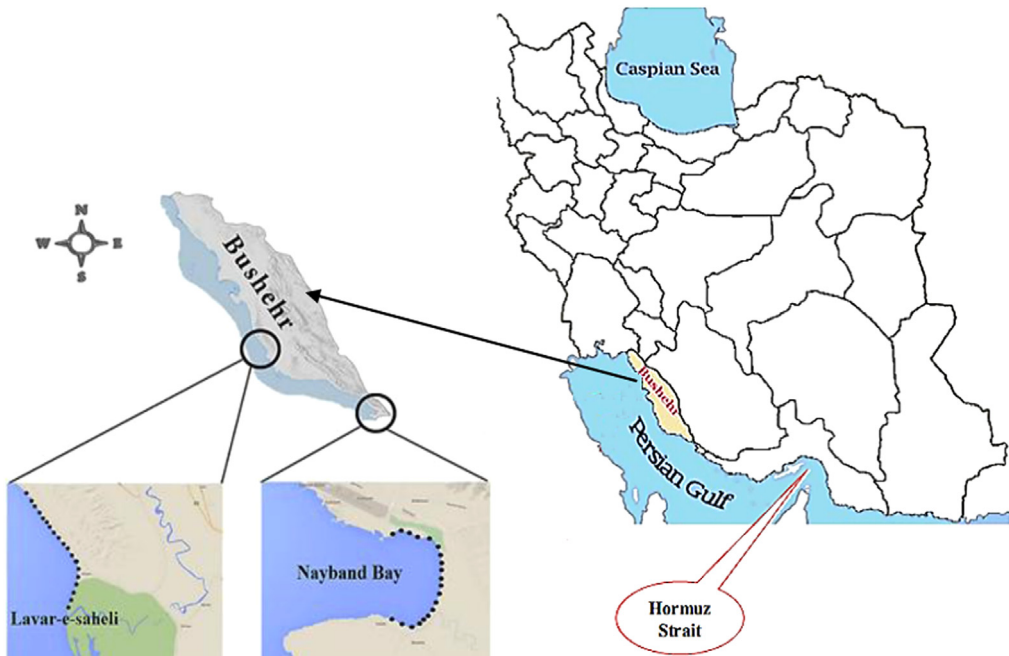 Caspian Sea
N
W E
S
Bushehr
Bushehr
Persian Gulf
Nayband Bay
Lavar-e-saheli
Hormuz
Strait